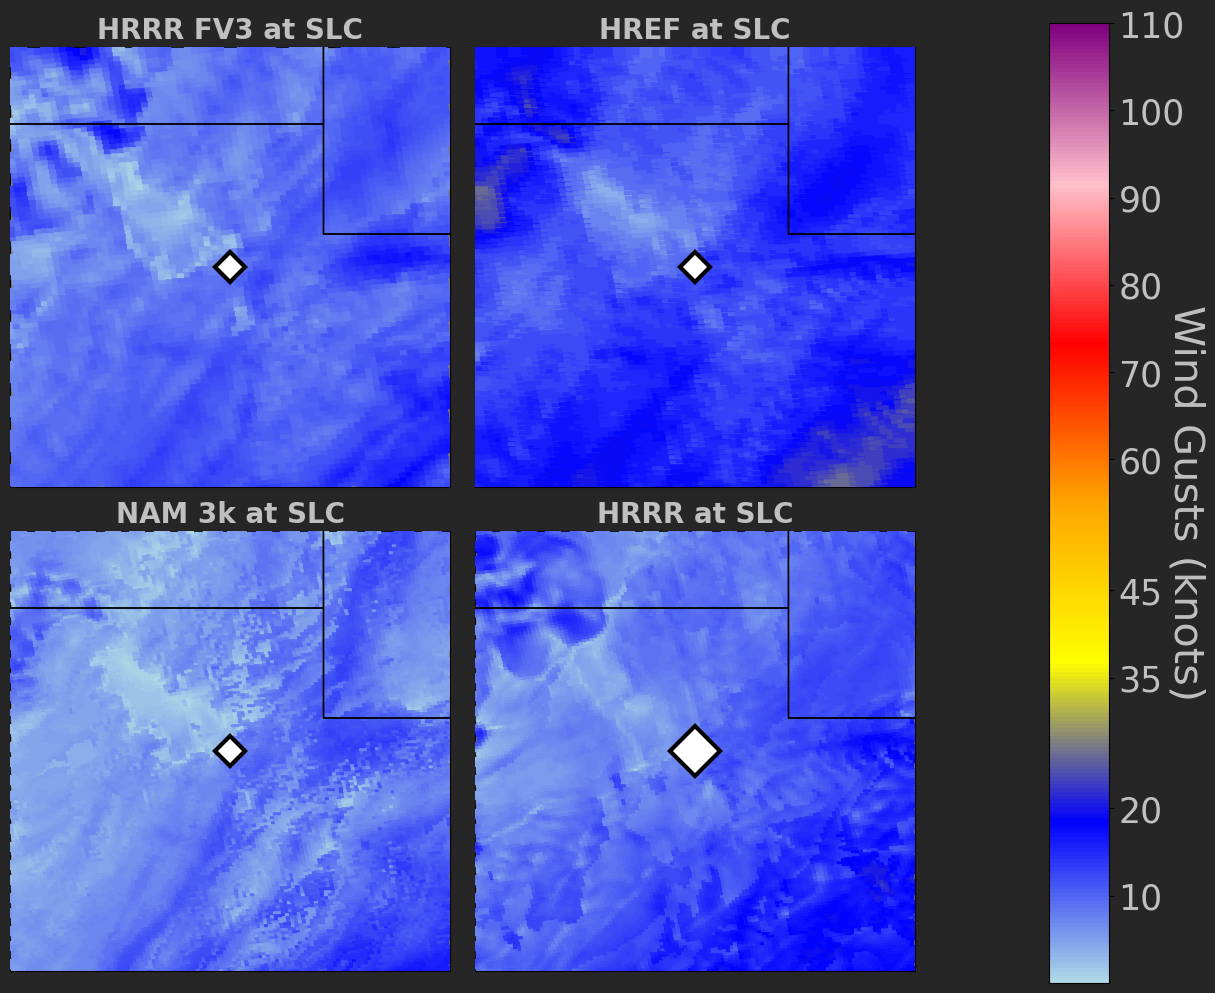 HRRR FV3 at SLC
HREF at SLC
NAM 3k at SLC
HRRR at SLC
110
100
90
80
70
60
45
35
20
10
Wind Gusts (knots)